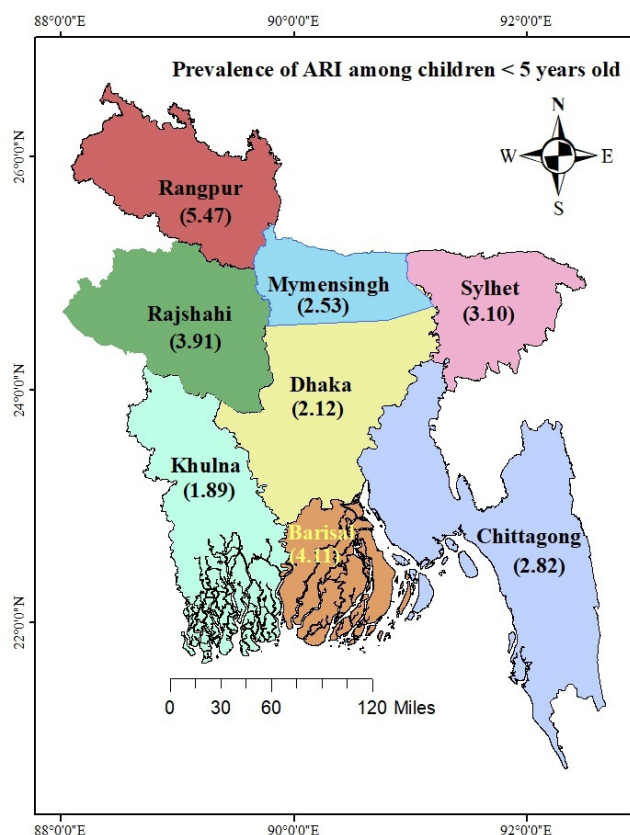 88°0'0"E
90°0'0"E
92°0'0"E
Prevalence of ARI among children < 5 years old
N
W
E
S
26°0'0"N
24°0'0"N
22°0'0"N
Rangpur
(5.47)
Mymensingh
(2.53)
Sylhet
(3.10)
Rajshahi
(3.91)
Dhaka
(2.12)
Khulna
(1.89)
Barisal
(4.11)
Chittagong
(2.82)
0 30 60 120 Miles
88°0'0"E
90°0'0"E
92°0'0"E